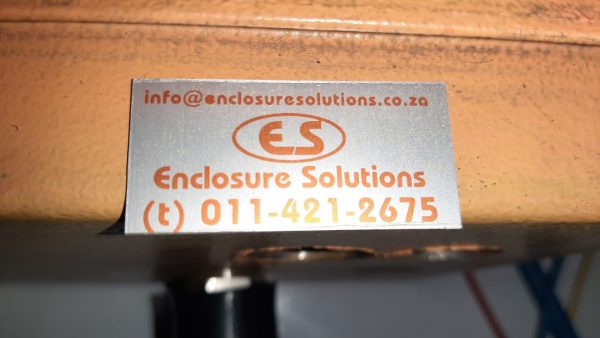 info@enclosuresolutions.co.za
ES
Enclosure Solutions
(t) 011-421-2675